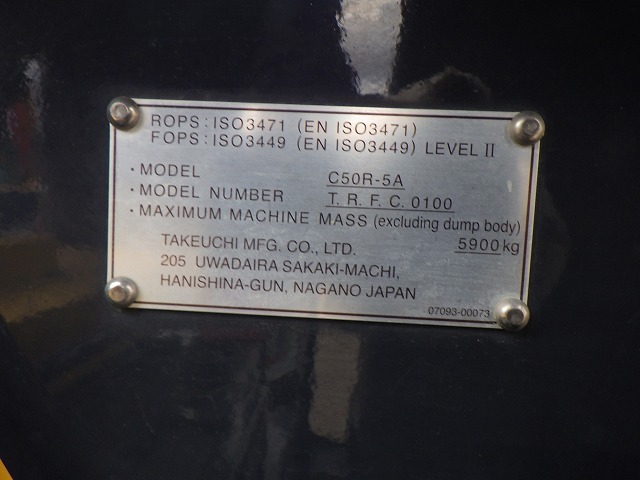 ROPS : ISO3471 (EN ISO3471)
FOPS : ISO3449 (EN ISO3449) LEVEL II
・MODEL C50R-5A
・MODEL NUMBER T. R. F. C. 0100
・MAXIMUM MACHINE MASS (excluding dump body)
5900kg
TAKEUCHI MFG. CO., LTD.
205 UWADAIRA SAKAKI-MACHI,
HANISHINA-GUN, NAGANO JAPAN
07093-00073